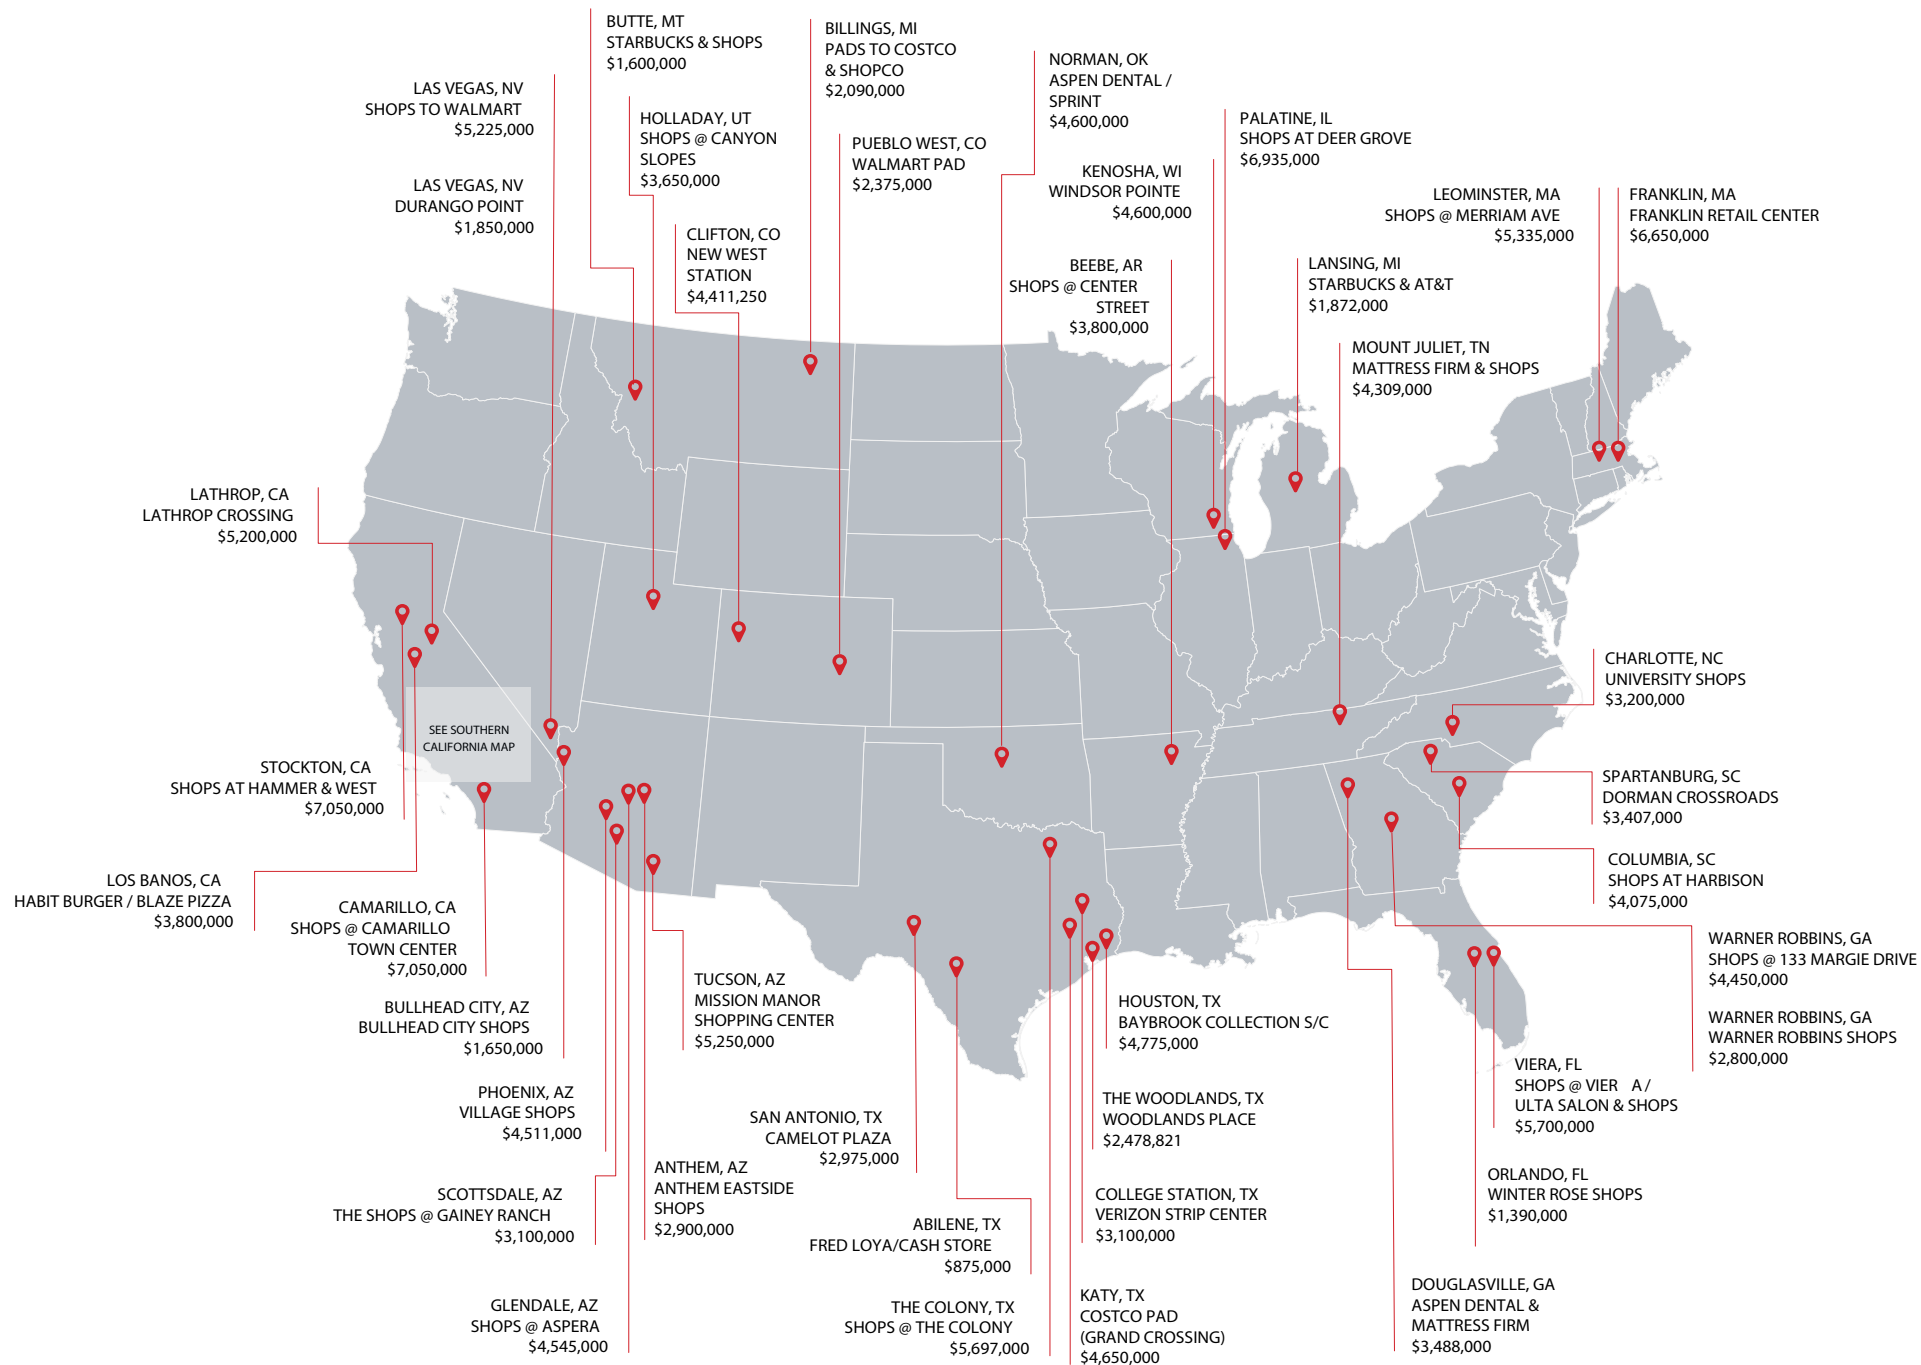 BUTTE, MT
STARBUCKS & SHOPS
$1,600,000
BILLINGS, MI
PADS TO COSTCO
& SHOPCO
$2,090,000
NORMAN, OK
ASPEN DENTAL /
SPRINT
$4,600,000
LAS VEGAS, NV
SHOPS TO WALMART
$5,225,000
HOLLADAY, UT
SHOPS @ CANYON
SLOPES
$3,650,000
PUEBLO WEST, CO
WALMART PAD
$2,375,000
PALATINE, IL
SHOPS AT DEER GROVE
$6,935,000
KENOSHA, WI
WINDSOR POINTE
$4,600,000
LAS VEGAS, NV
DURANGO POINT
$1,850,000
LEOMINSTER, MA
SHOPS @ MERRIAM AVE
$5,335,000
FRANKLIN, MA
FRANKLIN RETAIL CENTER
$6,650,000
CLIFTON, CO
NEW WEST
STATION
$4,411,250
BEEBE, AR
SHOPS @ CENTER
STREET
$3,800,000
LANSING, MI
STARBUCKS & AT&T
$1,872,000
MOUNT JULIET, TN
MATTRESS FIRM & SHOPS
$4,309,000
LATHROP, CA
LATHROP CROSSING
$5,200,000
CHARLOTTE, NC
UNIVERSITY SHOPS
$3,200,000
SEE SOUTHERN
CALIFORNIA MAP
STOCKTON, CA
SHOPS AT HAMMER & WEST
$7,050,000
SPARTANBURG, SC
DORMAN CROSSROADS
$3,407,000
COLUMBIA, SC
SHOPS AT HARBISON
$4,075,000
LOS BANOS, CA
HABIT BURGER / BLAZE PIZZA
$3,800,000
CAMARILLO, CA
SHOPS @ CAMARILLO
TOWN CENTER
$7,050,000
WARNER ROBBINS, GA
SHOPS @ 133 MARGIE DRIVE
$4,450,000
TUCSON, AZ
MISSION MANOR
SHOPPING CENTER
$5,250,000
HOUSTON, TX
BAYBROOK COLLECTION S/C
$4,775,000
BULLHEAD CITY, AZ
BULLHEAD CITY SHOPS
$1,650,000
WARNER ROBBINS, GA
WARNER ROBBINS SHOPS
$2,800,000
VIERA, FL
SHOPS @ VIER A /
ULTA SALON & SHOPS
$5,700,000
PHOENIX, AZ
VILLAGE SHOPS
$4,511,000
THE WOODLANDS, TX
WOODLANDS PLACE
$2,478,821
SAN ANTONIO, TX
CAMELOT PLAZA
$2,975,000
ANTHEM, AZ
ANTHEM EASTSIDE
SHOPS
$2,900,000
ORLANDO, FL
WINTER ROSE SHOPS
$1,390,000
SCOTTSDALE, AZ
THE SHOPS @ GAINEY RANCH
$3,100,000
COLLEGE STATION, TX
VERIZON STRIP CENTER
$3,100,000
ABILENE, TX
FRED LOYA/CASH STORE
$875,000
DOUGLASVILLE, GA
ASPEN DENTAL &
MATTRESS FIRM
$3,488,000
KATY, TX
COSTCO PAD
(GRAND CROSSING)
$4,650,000
GLENDALE, AZ
SHOPS @ ASPERA
$4,545,000
THE COLONY, TX
SHOPS @ THE COLONY
$5,697,000